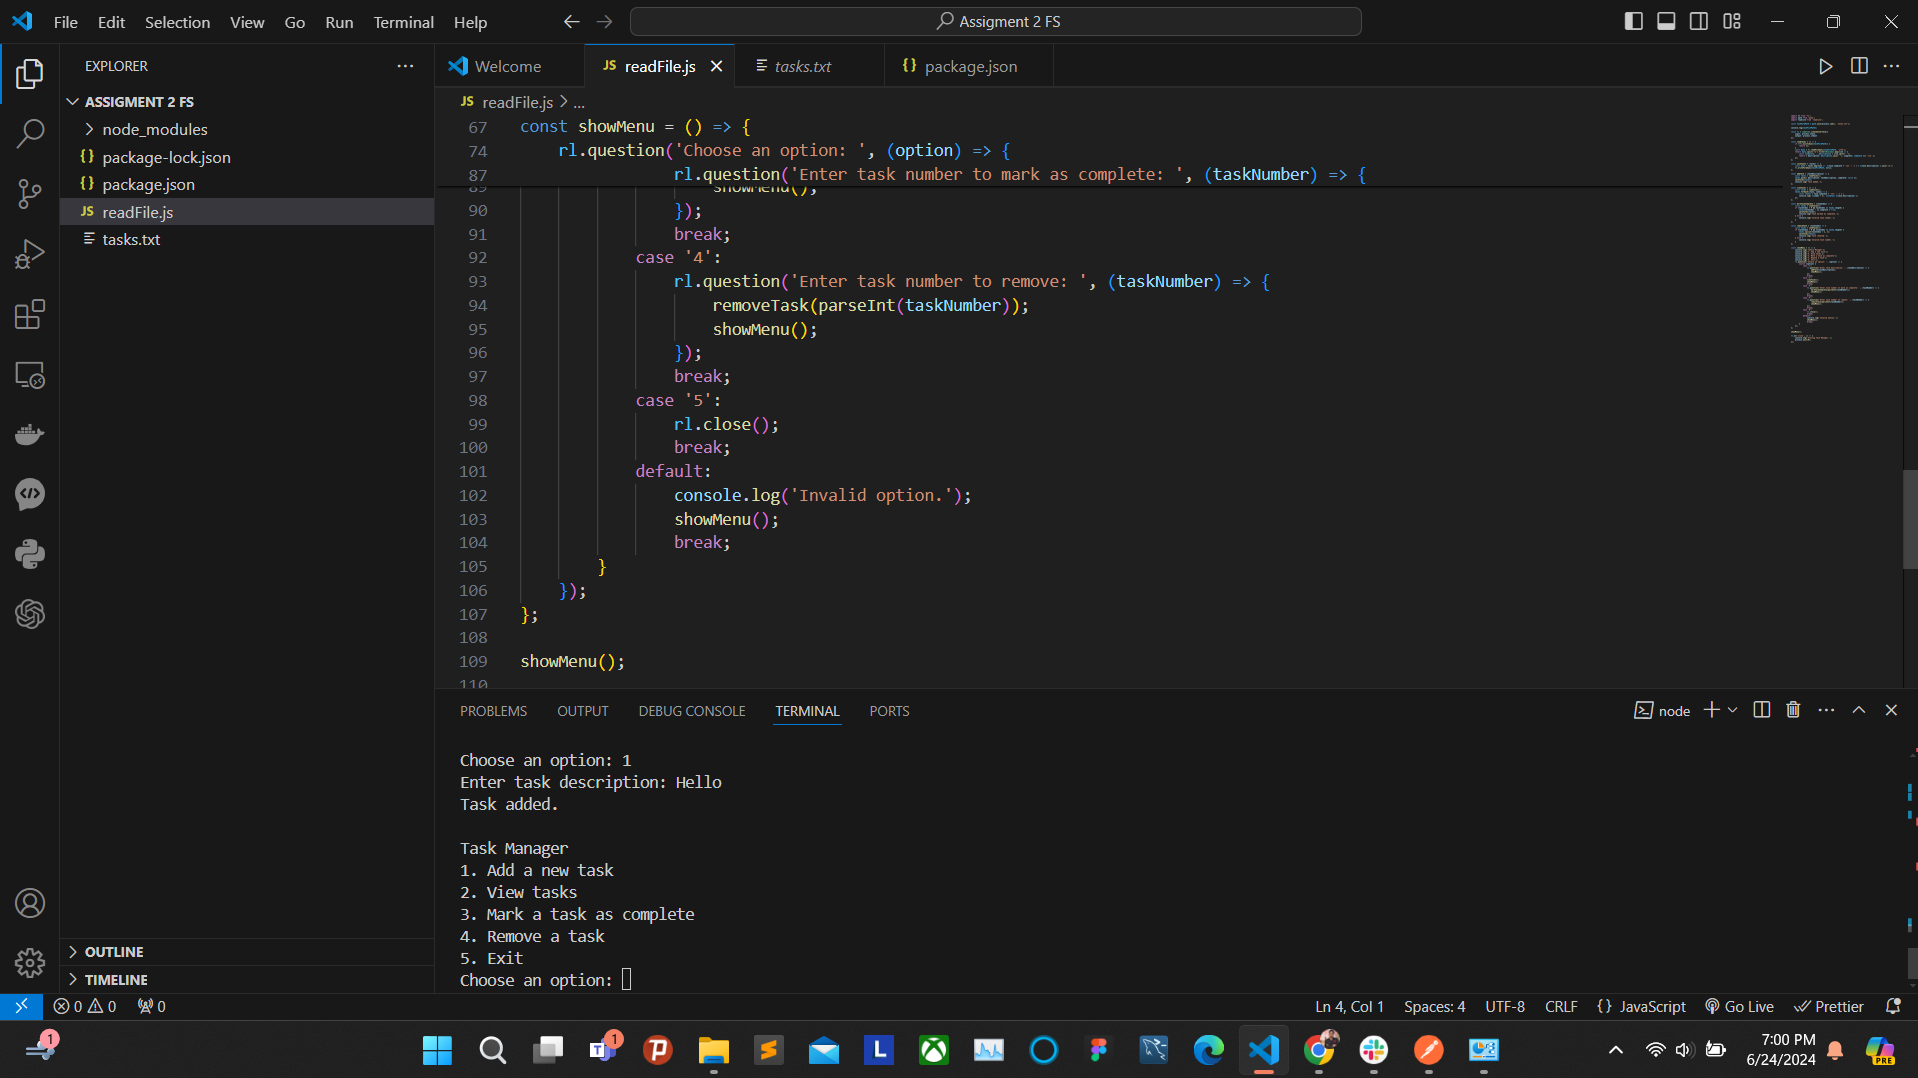 File Edit Selection View Go Run Terminal Help
Assigment 2 FS
EXPLORER
ASSIGMENT 2 FS
node_modules
{} package-lock.json
{} package.json
JS readFile.js
tasks.txt
OUTLINE
TIMELINE
Welcome
JS readFile.js
tasks.txt
{} package.json
JS readFile.js > ...
67 const showMenu = () => {
74 rl.question('Choose an option: ', (option) => {
87 rl.question('Enter task number to mark as complete: ', (taskNumber) => {
89 showMenu();
90 });
91 break;
92 case '4':
93 rl.question('Enter task number to remove: ', (taskNumber) => {
94 removeTask(parseInt(taskNumber));
95 showMenu();
96 });
97 break;
98 case '5':
99 rl.close();
100 break;
101 default:
102 console.log('Invalid option.');
103 showMenu();
104 break;
105 }
106 });
107 };
108
109 showMenu();
110
PROBLEMS OUTPUT DEBUG CONSOLE TERMINAL PORTS
node
Choose an option: 1
Enter task description: Hello
Task added.
Task Manager
1. Add a new task
2. View tasks
3. Mark a task as complete
4. Remove a task
5. Exit
Choose an option:
0 0 0
Ln 4, Col 1 Spaces: 4 UTF-8 CRLF {} JavaScript Go Live Prettier
1
1
7:00 PM
6/24/2024
PRE